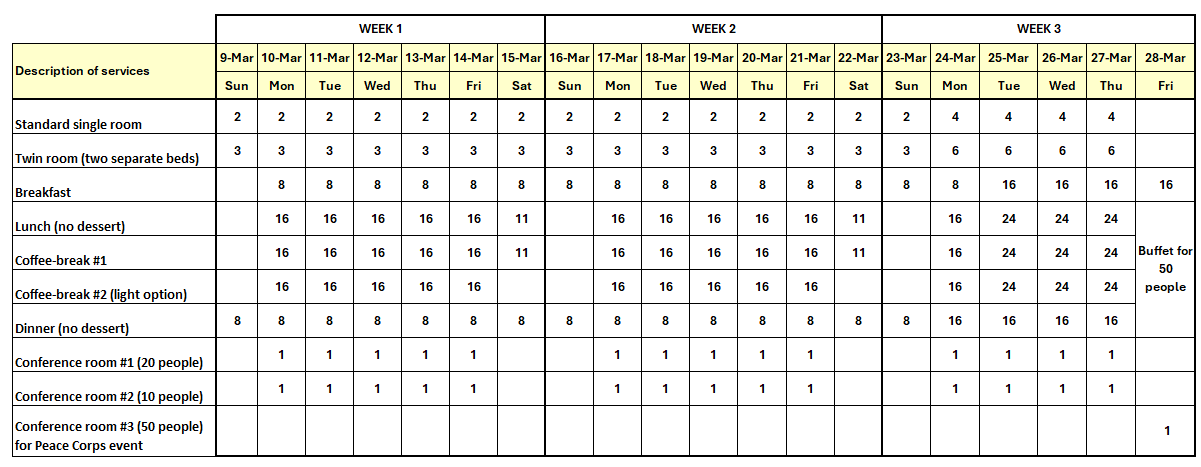 WEEK 1 WEEK 2 WEEK 3
Description of services 9-Mar 10-Mar 11-Mar 12-Mar 13-Mar 14-Mar 15-Mar 16-Mar 17-Mar 18-Mar 19-Mar 20-Mar 21-Mar 22-Mar 23-Mar 24-Mar 25-Mar 26-Mar 27-Mar 28-Mar
Sun Mon Tue Wed Thu Fri Sat Sun Mon Tue Wed Thu Fri Sat Sun Mon Tue Wed Thu Fri
Standard single room 2 2 2 2 2 2 2 2 2 2 2 2 2 2 2 4 4 4 4
Twin room (two separate beds) 3 3 3 3 3 3 3 3 3 3 3 3 3 3 3 6 6 6 6
Breakfast 8 8 8 8 8 8 8 8 8 8 8 8 8 8 8 16 16 16 16
Lunch (no dessert) 16 16 16 16 16 11 16 16 16 16 16 11 16 24 24 24
Coffee-break #1 16 16 16 16 16 11 16 16 16 16 16 11 16 24 24 24
Buffet for
50
people
Coffee-break #2 (light option) 16 16 16 16 16 16 16 16 16 16 16 24 24 24
Dinner (no dessert) 8 8 8 8 8 8 8 8 8 8 8 8 8 8 8 16 16 16 16
Conference room #1 (20 people) 1 1 1 1 1 1 1 1 1 1 1 1 1 1
Conference room #2 (10 people) 1 1 1 1 1 1 1 1 1 1 1 1 1 1
Conference room #3 (50 people)
for Peace Corps event 1